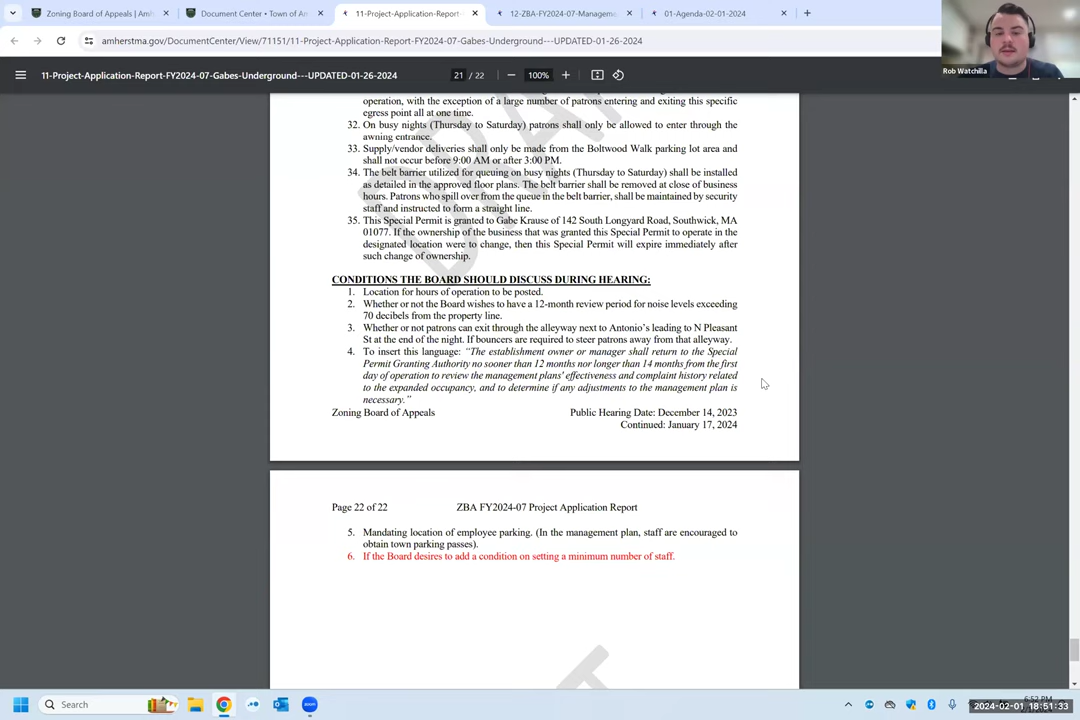 Zoning Board of Appeals | Amh
Document Center • Town of Am
11-Project-Application-Report-
12-ZBA-FY2024-07-Managem
01-Agenda-02-01-2024
amherstma.gov/DocumentCenter/View/71151/11-Project-Application-Report-FY2024-07-Gabes-Underground---UPDATED-01-26-2024
Rob Watchilla
11-Project-Application-Report-FY2024-07-Gabes-Underground---UPDATED-01-26-2024
21 / 22
100%
operation, with the exception of a large number of patrons entering and exiting this specific
egress point all at one time.
32. On busy nights (Thursday to Saturday) patrons shall only be allowed to enter through the
awning entrance.
33. Supply/vendor deliveries shall only be made from the Boltwood Walk parking lot area and
shall not occur before 9:00 AM or after 3:00 PM.
34. The belt barrier utilized for queuing on busy nights (Thursday to Saturday) shall be installed
as detailed in the approved floor plans. The belt barrier shall be removed at close of business
hours. Patrons who spill over from the queue in the belt barrier, shall be maintained by security
staff and instructed to form a straight line.
35. This Special Permit is granted to Gabe Krause of 142 South Longyard Road, Southwick, MA
01077. If the ownership of the business that was granted this Special Permit to operate in the
designated location were to change, then this Special Permit will expire immediately after
such change of ownership.
CONDITIONS THE BOARD SHOULD DISCUSS DURING HEARING:
1. Location for hours of operation to be posted.
2. Whether or not the Board wishes to have a 12-month review period for noise levels exceeding
70 decibels from the property line.
3. Whether or not patrons can exit through the alleyway next to Antonio's leading to N Pleasant
St at the end of the night. If bouncers are required to steer patrons away from that alleyway.
4. To insert this language: “The establishment owner or manager shall return to the Special
Permit Granting Authority no sooner than 12 months nor longer than 14 months from the first
day of operation to review the management plans' effectiveness and complaint history related
to the expanded occupancy, and to determine if any adjustments to the management plan is
necessary.”
Zoning Board of Appeals
Public Hearing Date: December 14, 2023
Continued: January 17, 2024
Page 22 of 22
ZBA FY2024-07 Project Application Report
5. Mandating location of employee parking. (In the management plan, staff are encouraged to
obtain town parking passes).
6. If the Board desires to add a condition on setting a minimum number of staff.
DRAFT
Search
zoom
6:52 PM
2024-02-01 18:51:33